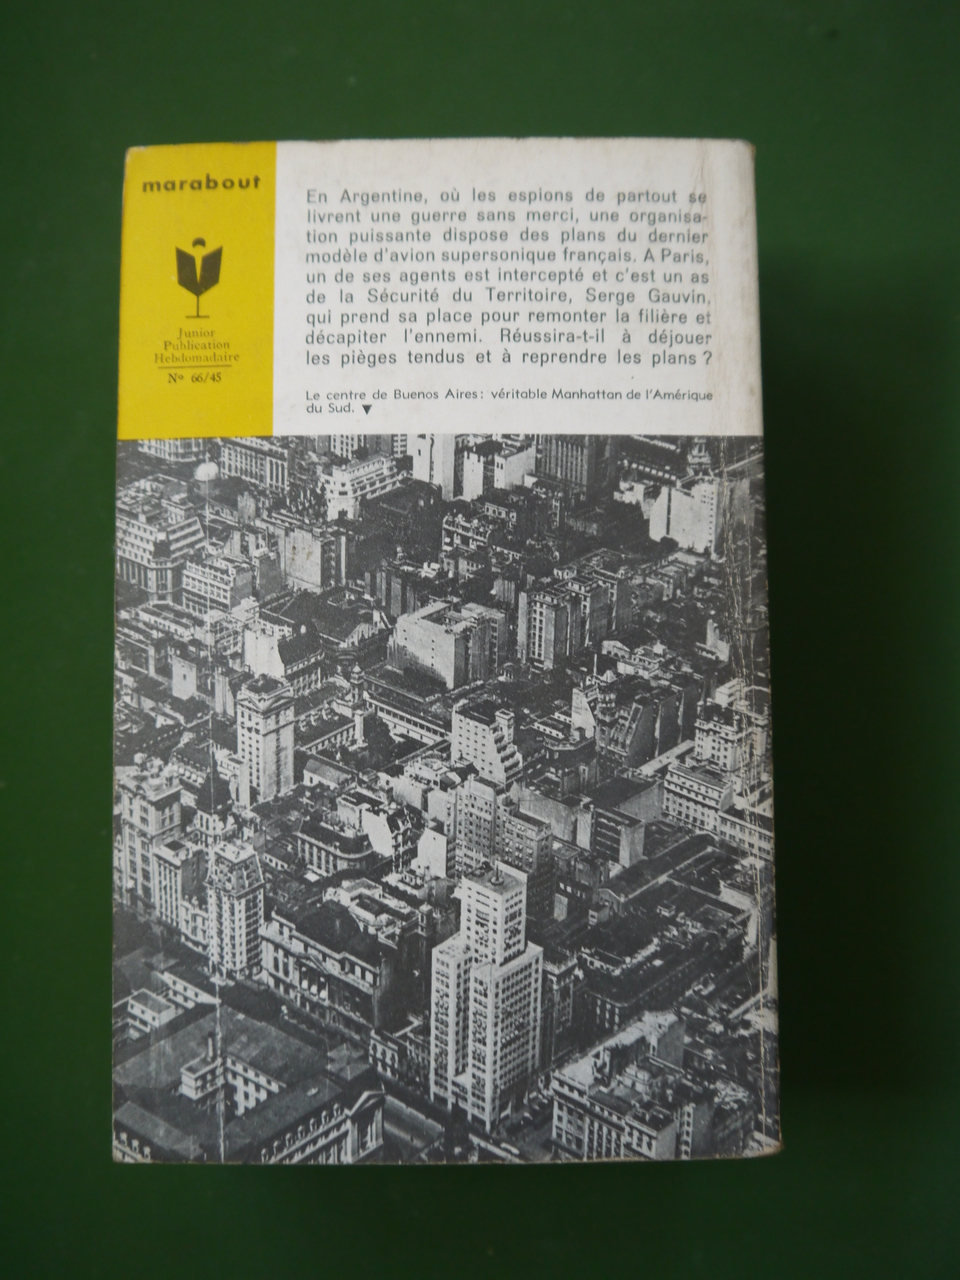 marabout
Junior
Publication
Hebdomadaire
Nº 66/45
En Argentine, où les espions de partout se
livrent une guerre sans merci, une organisa-
tion puissante dispose des plans du dernier
modèle d'avion supersonique français. A Paris,
un de ses agents est intercepté et c'est un as
de la Sécurité du Territoire, Serge Gauvin,
qui prend sa place pour remonter la filière et
décapiter l'ennemi. Réussira-t-il à déjouer
les pièges tendus et à reprendre les plans ?
Le centre de Buenos Aires : véritable Manhattan de l'Amérique
du Sud. ▼